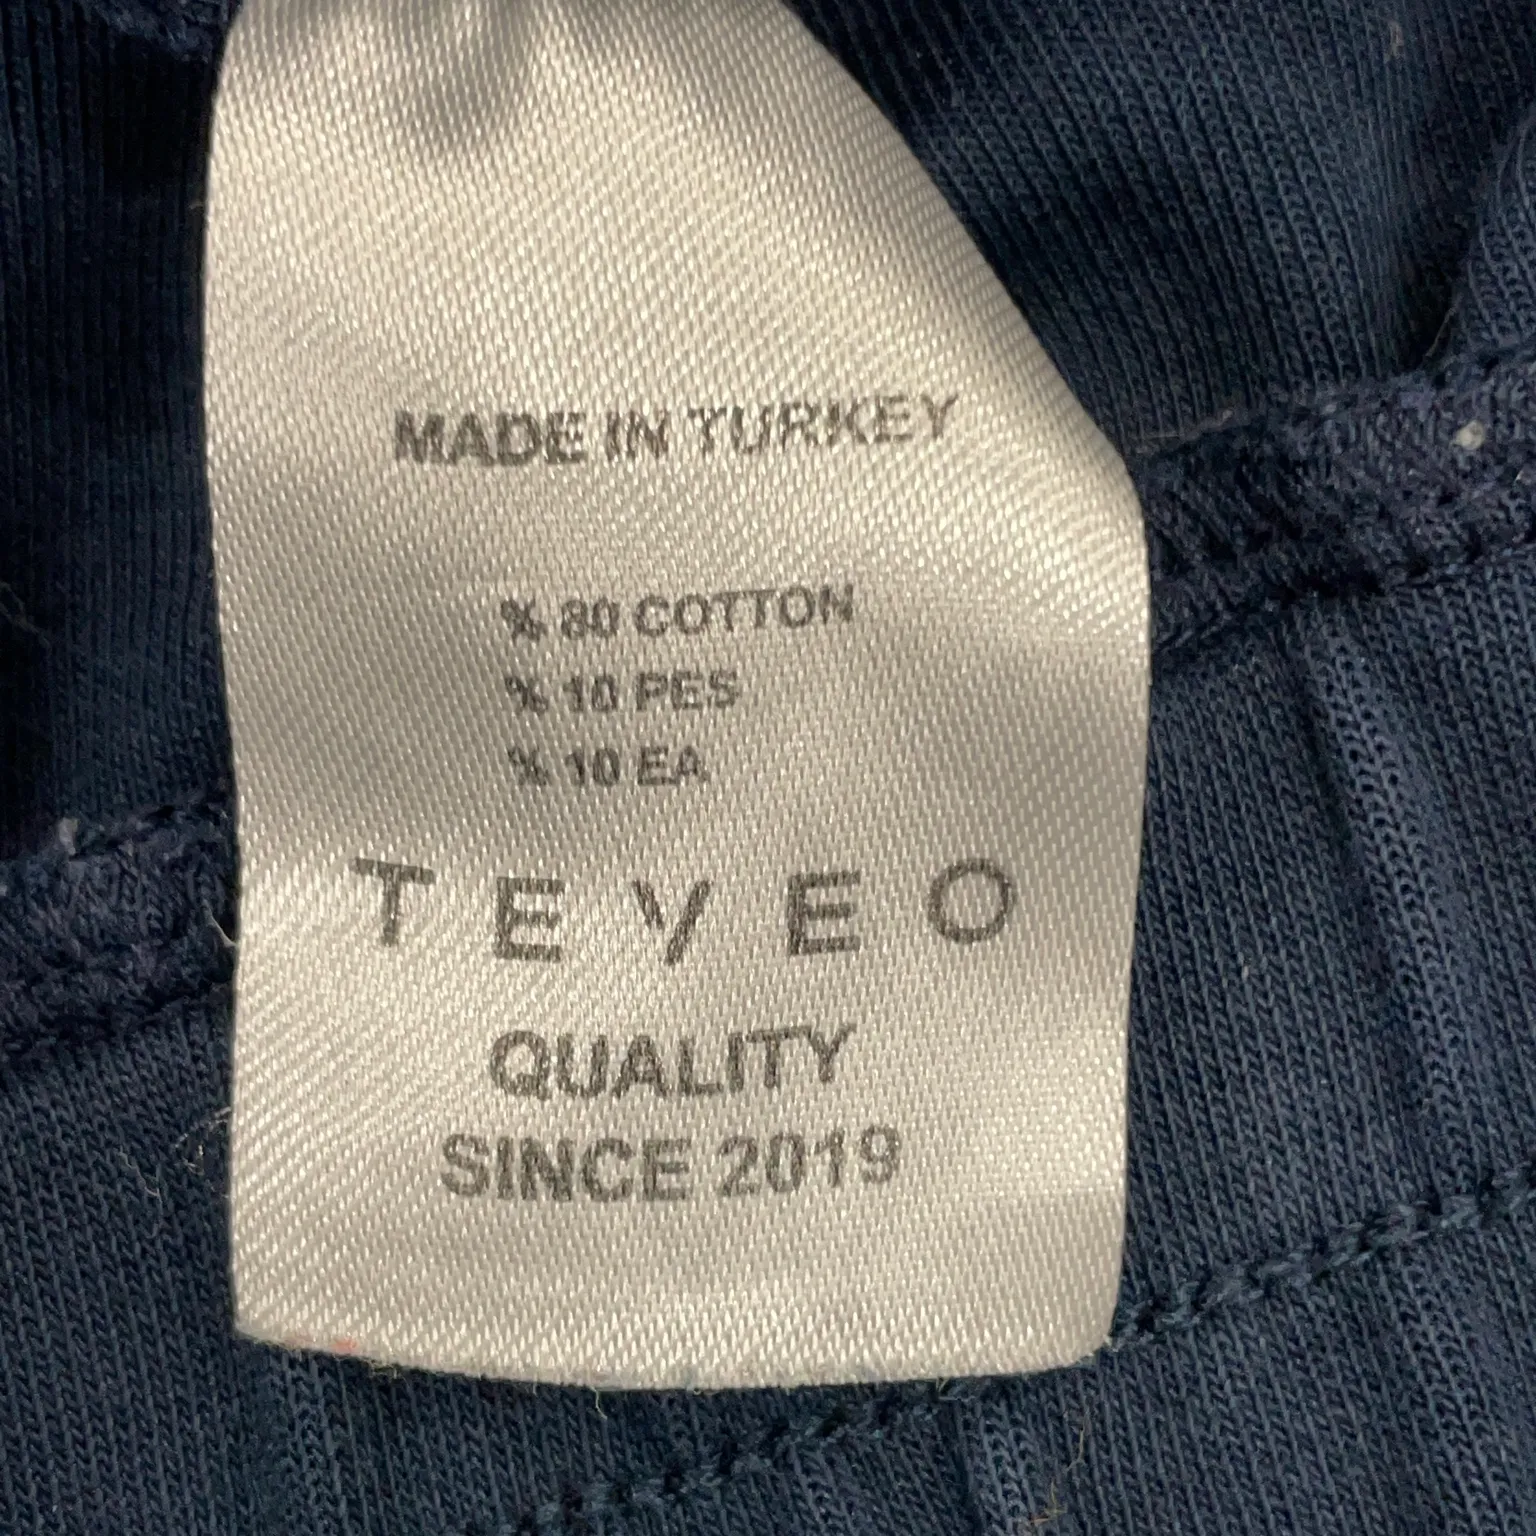 MADE IN TURKEY
% 80 COTTON
% 10 PES
% 10 EA
TEVEO
QUALITY
SINCE 2019